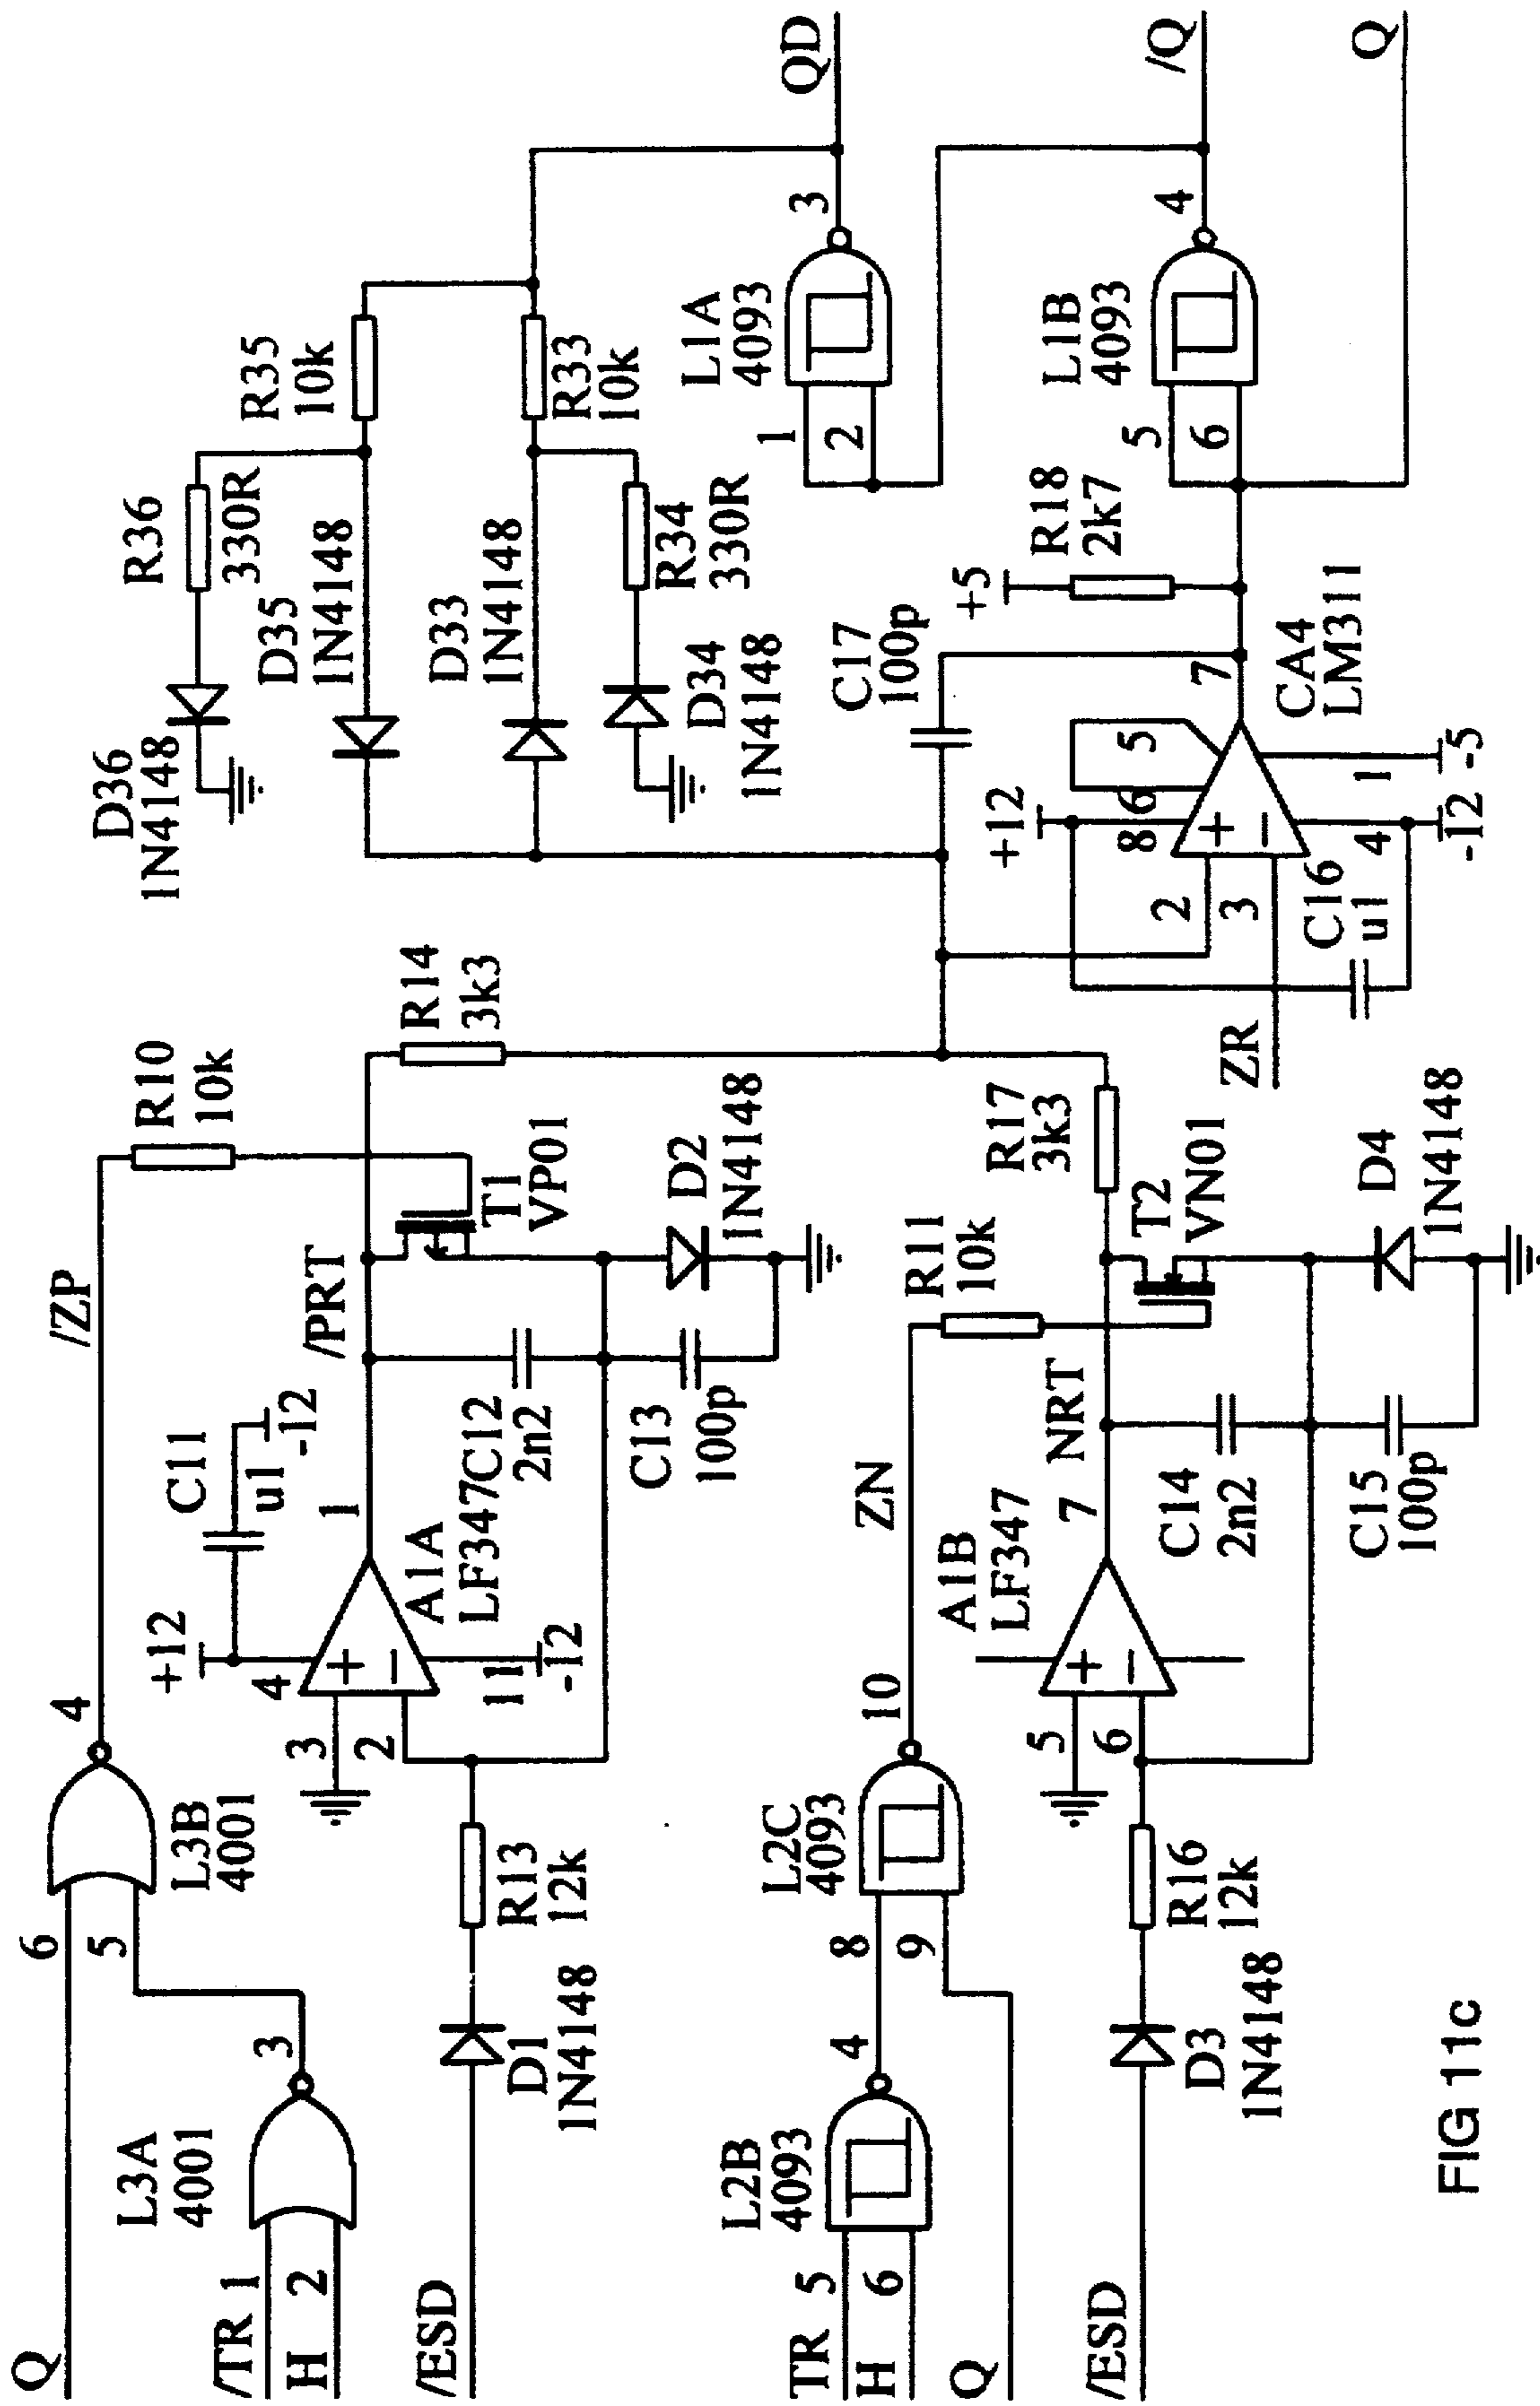 Q
6
5
4
L3B
4001
/ZP
R10
10k
D36
1N4148
R36
330R
L3A
4001
/TR
1
H
2
3
+12
C11
u1
-12
/PRT
R14
3k3
D35
1N4148
R35
10k
/ESD
D1
1N4148
R13
12k
3
2
4
11
-12
1
A1A
LF347
C12
2n2
C13
100p
T1
VP01
D2
1N4148
D33
1N4148
R33
10k
D34
1N4148
R34
330R
L1A
4093
1
2
3
QD
L2B
4093
TR
5
H
6
4
Q
8
9
L2C
4093
10
ZN
R11
10k
R17
3k3
C17
100p
+5
R18
2k7
+12
8
6
5
2
3
4
1
7
-12
-5
ZR
C16
u1
CA4
LM311
L1B
4093
5
6
4
/Q
Q
/ESD
D3
1N4148
R16
12k
5
6
A1B
LF347
7
NRT
C14
2n2
C15
100p
T2
VN01
D4
1N4148
FIG 11c